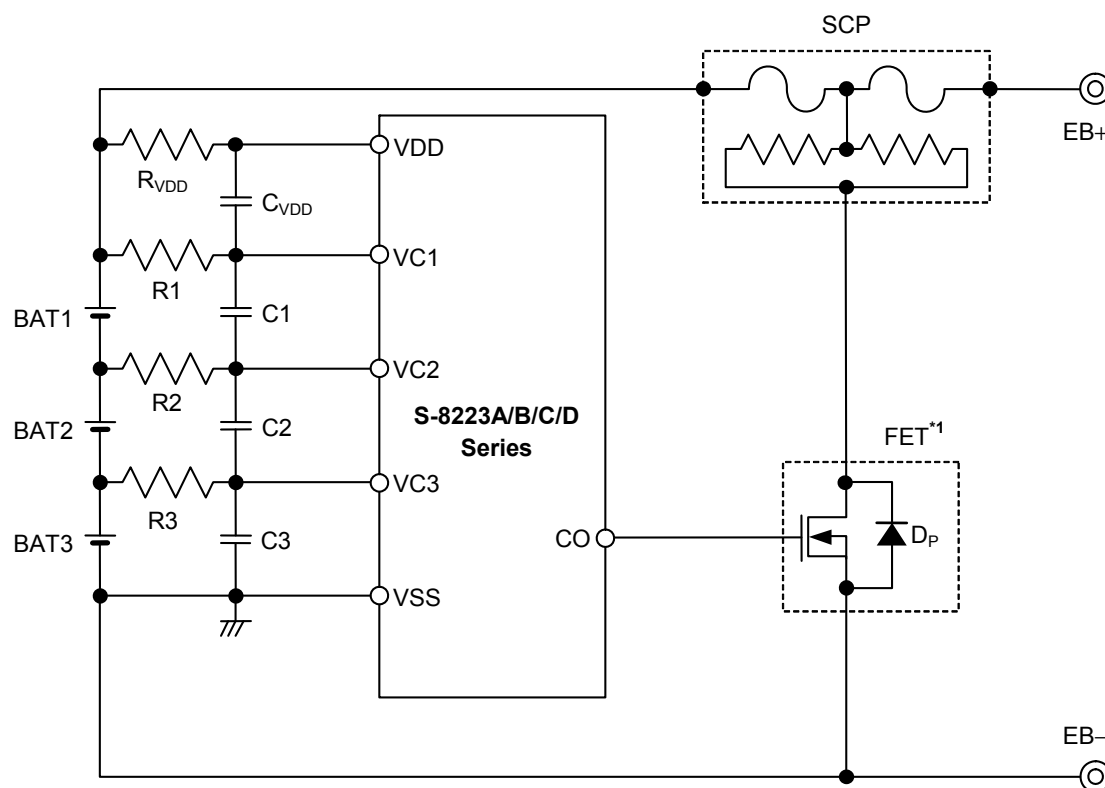 SCP
EB+
VDD
RVDD
CVDD
VC1
R1
BAT1
C1
VC2
R2
S-8223A/B/C/D
Series
BAT2
C2
FET*1
VC3
R3
BAT3
C3
CO
DP
VSS
EB−